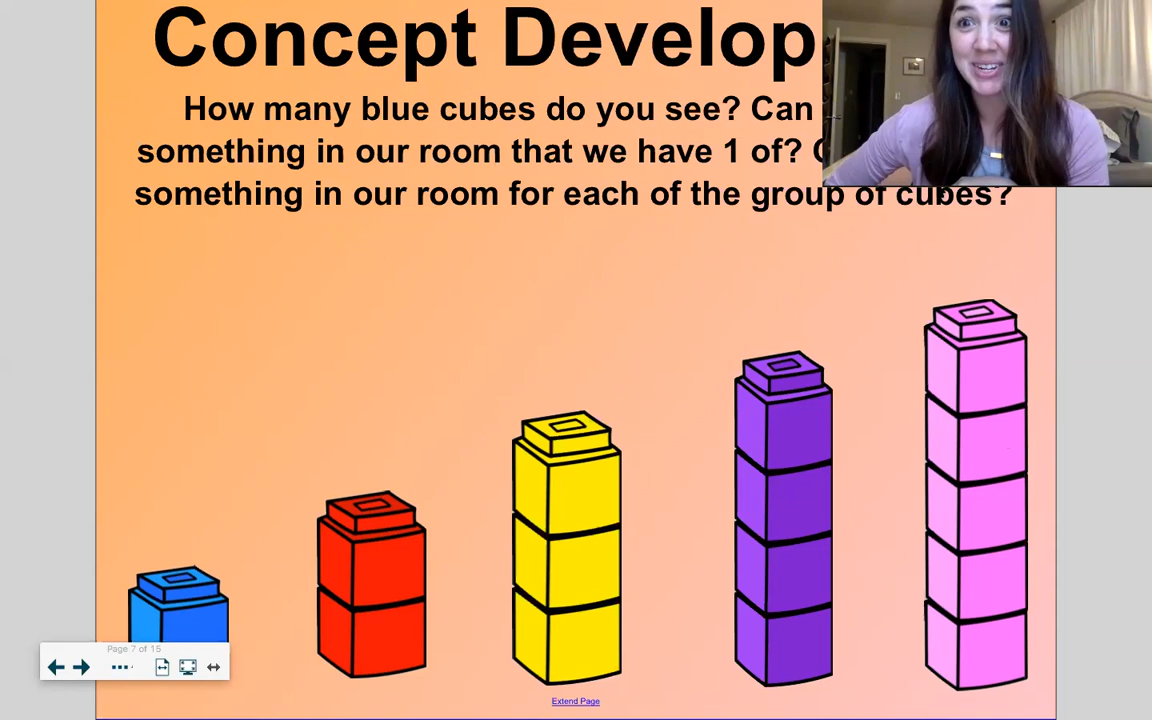 Concept Develop
How many blue cubes do you see? Can
something in our room that we have 1 of?
something in our room for each of the group of cubes?
Page 7 of 15
Extend Page